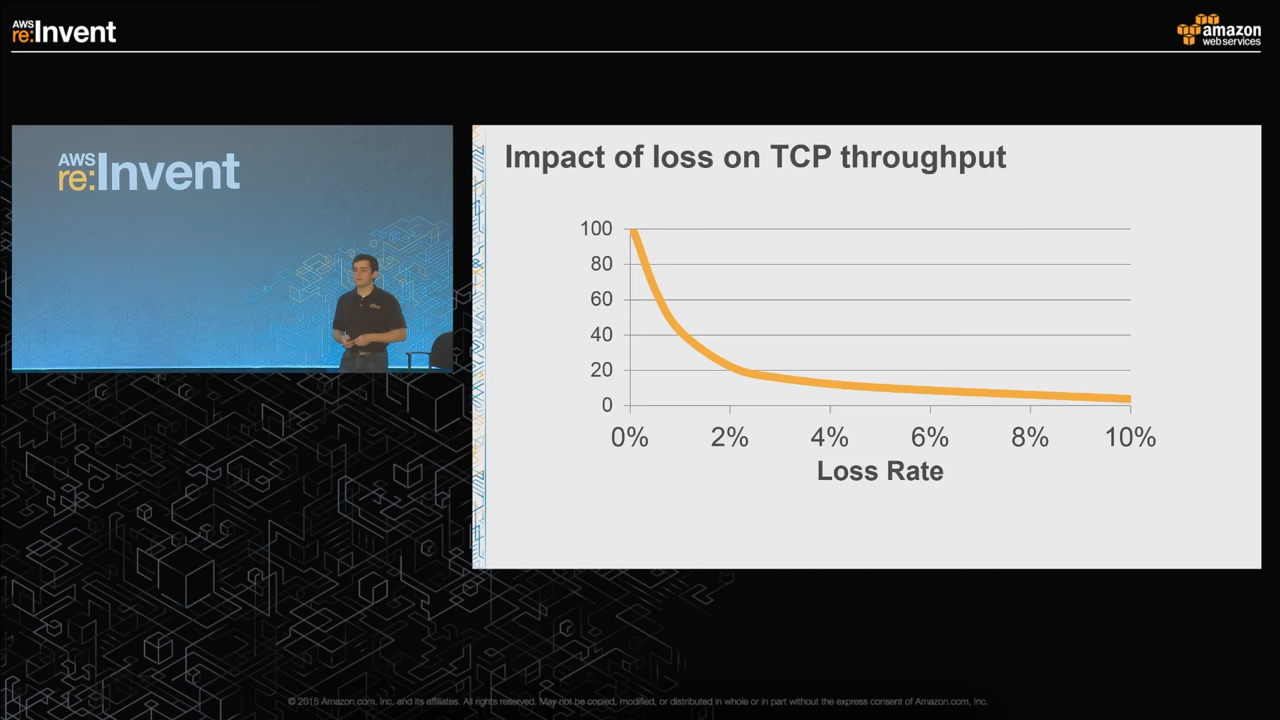 AWS
re:Invent
amazon
web services
AWS
re:Invent
Impact of loss on TCP throughput
100
80
60
40
20
0
0% 2% 4% 6% 8% 10%
Loss Rate
© 2015 Amazon.com, Inc. and its affiliates. All rights reserved. May not be copied, modified, or distributed in whole or in part without the express consent of Amazon.com, Inc.